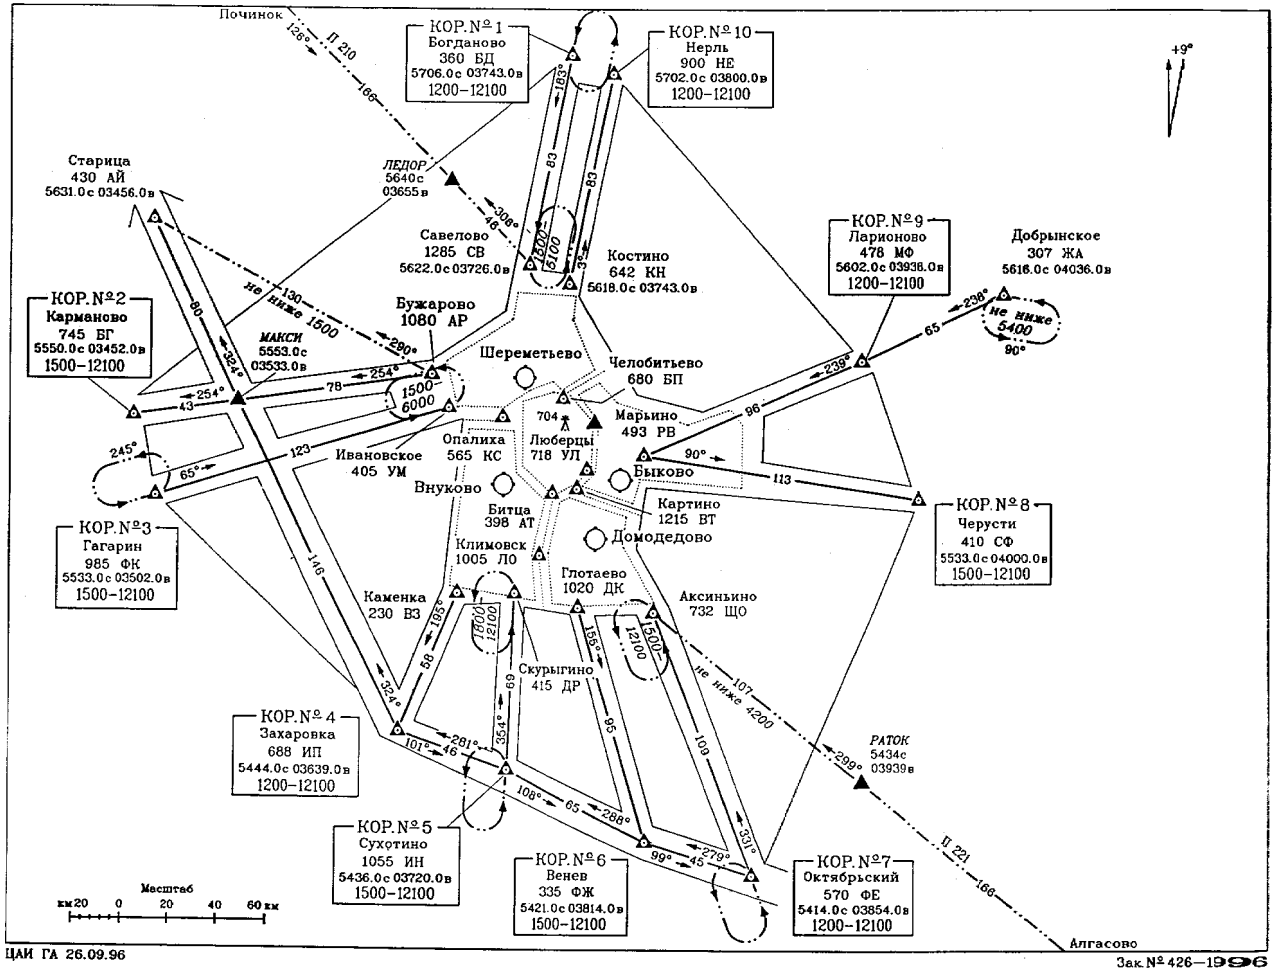 Починок
126°
П 210
166
КОР.№1
Богданово
360 БД
5706.0с 03743.0в
1200-12100
КОР.№10
Нерль
900 НЕ
5702.0с 03800.0в
1200-12100
+9°
183°
83
83
Старица
430 АЙ
5631.0с 03456.0в
ЛЕДОР
5640с
03655в
308°
48
Савелово
1285 СВ
5622.0с 03726.0в
1800-
5100
3°
Костино
642 КН
5618.0с 03743.0в
КОР.№9
Ларионово
478 МФ
5602.0с 03936.0в
1200-12100
Добрынское
307 ЖА
5616.0с 04036.0в
238°
65
не ниже
5400
90°
КОР.№2
Карманово
745 БГ
5550.0с 03452.0в
1500-12100
80
130
не ниже 1500
290°
Бужарово
1080 АР
МАКСИ
5553.0с
03533.0в
324°
254°
43
78
254°
1500
6000
Шереметьево
Челобитьево
680 БП
239°
96
704
Марьино
493 РВ
Люберцы
718 УЛ
Опалиха
565 КС
Ивановское
405 УМ
245°
65°
123
Внуково
Быково
90°
113
Битца
398 АТ
Картино
1215 ВТ
Домодедово
КОР.№3
Гагарин
985 ФК
5533.0с 03502.0в
1500-12100
КОР.№8
Черусти
410 СФ
5533.0с 04000.0в
1500-12100
Климовск
1005 ЛО
146
Глотаево
1020 ДК
Каменка
230 ВЗ
Аксиньино
732 ЩО
195°
58
1800-
12100
155°
1500-
12100
Скурыгино
415 ДР
69
354°
95
109
107
не ниже 4200
324°
КОР.№4
Захаровка
688 ИП
5444.0с 03639.0в
1200-12100
281°
101°
46
РАТОК
5434с
03939в
299°
108°
65
288°
КОР.№5
Сухотино
1055 ИН
5436.0с 03720.0в
1500-12100
331°
99°
279°
45
П 221
166
КОР.№6
Венев
335 ФЖ
5421.0с 03814.0в
1500-12100
КОР.№7
Октябрьский
570 ФЕ
5414.0с 03854.0в
1200-12100
Масштаб
км20 0 20 40 60 км
Алгасово
ЦАИ ГА 26.09.96
Зак.№426-1996